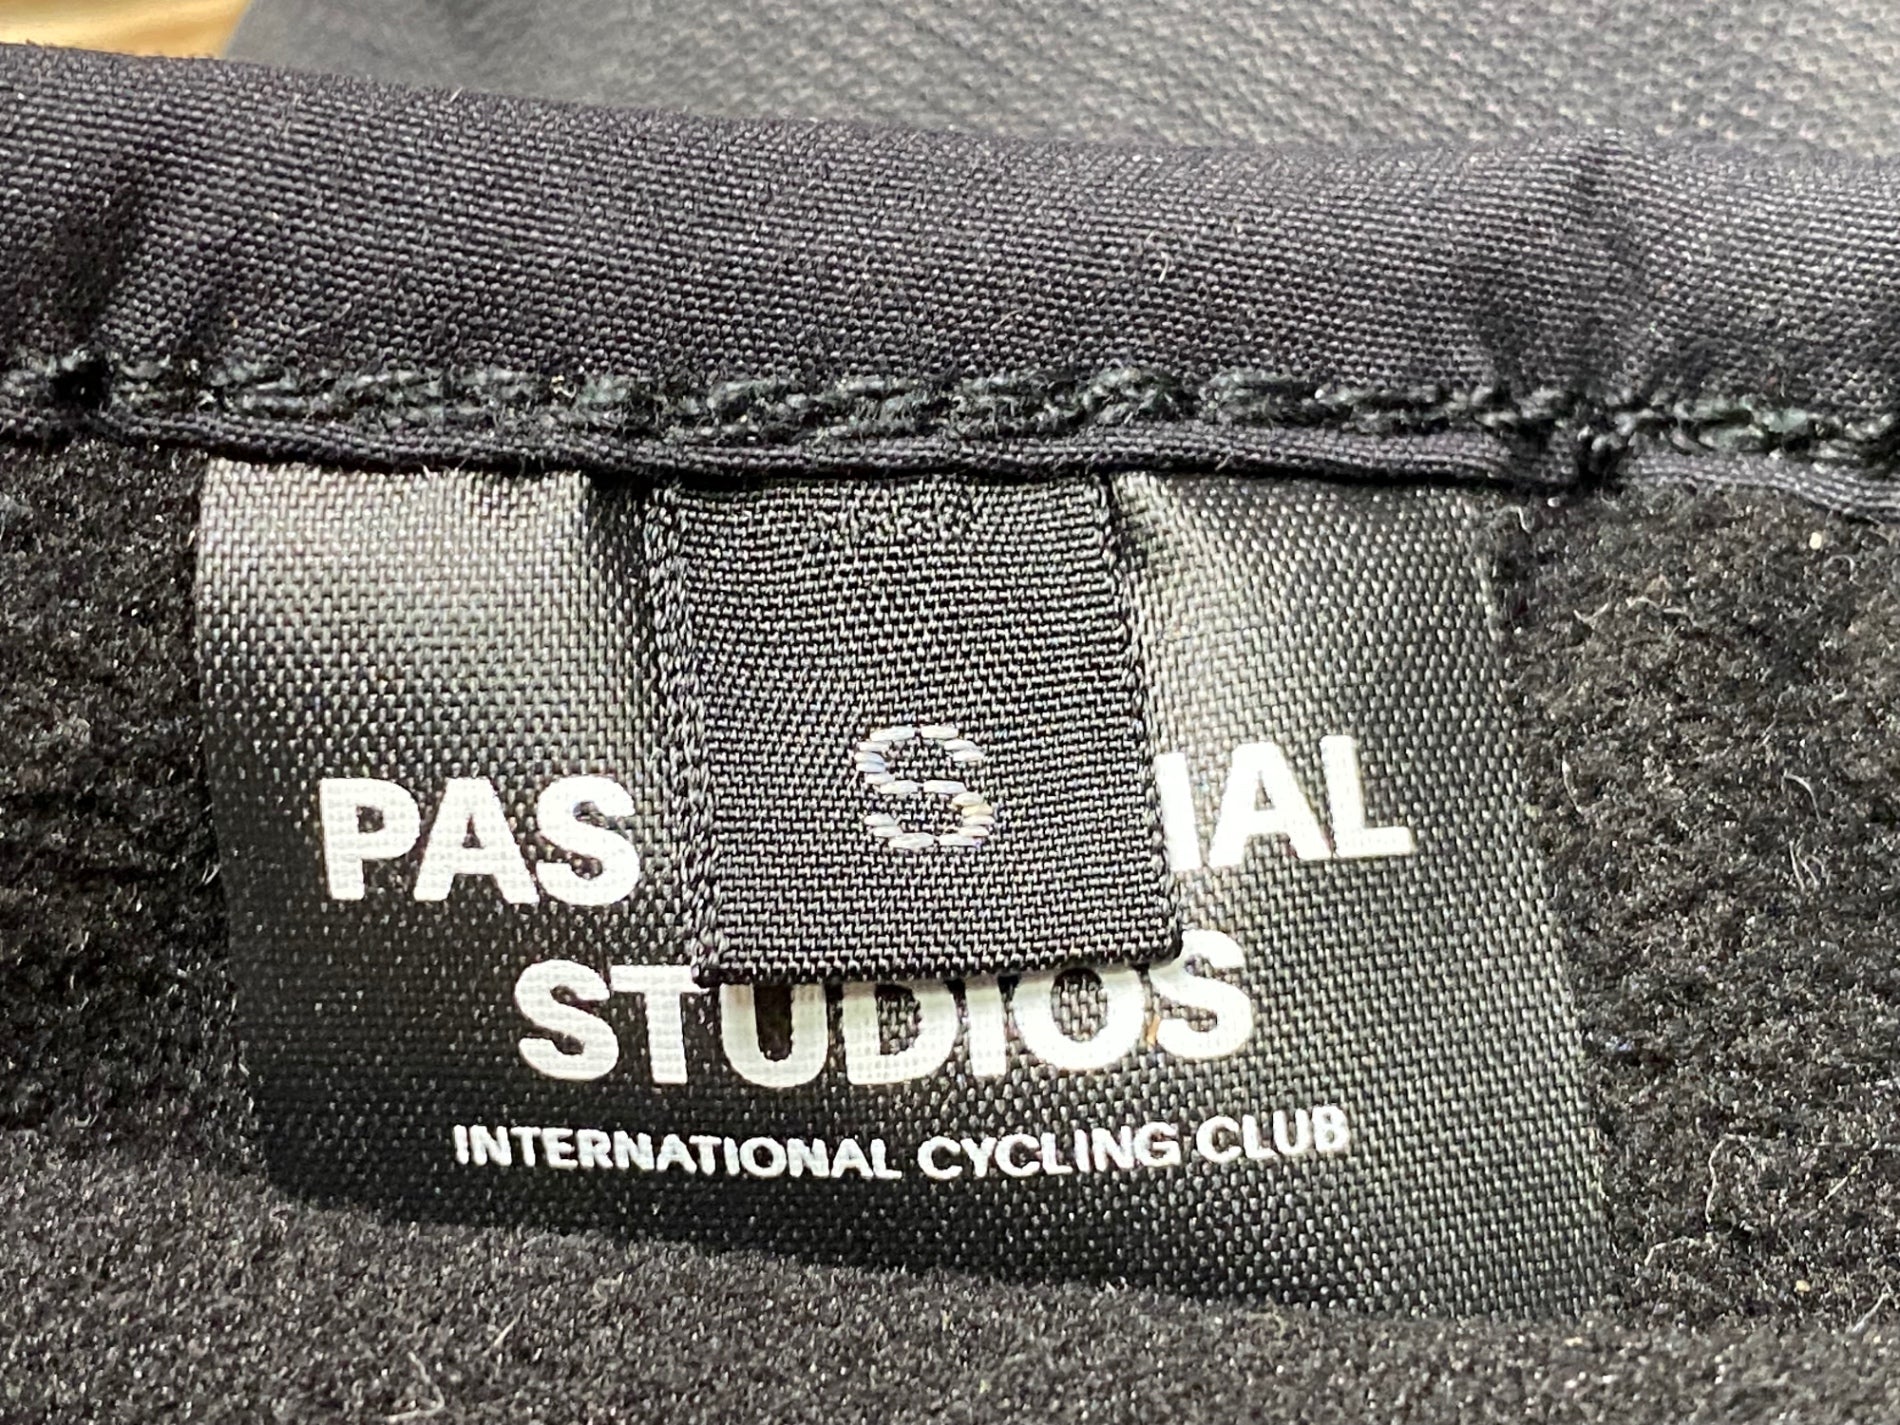 S
PAS IAL
STUDIOS
INTERNATIONAL CYCLING CLUB